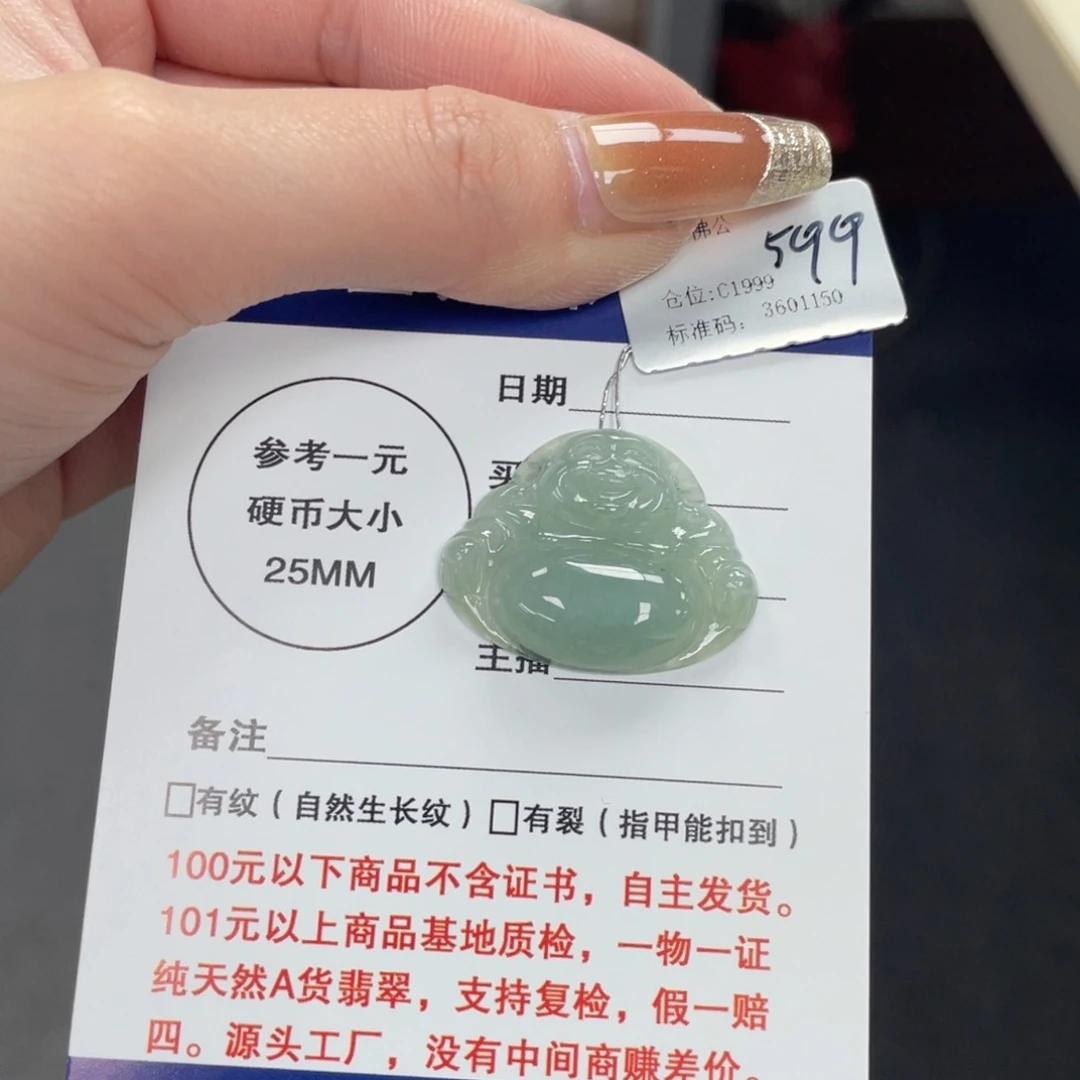 佛公
599
仓位:C1999
标准码: 3601150
日期
参考一元
硬币大小
25MM
买
主播
备注
□有纹（自然生长纹）□有裂（指甲能扣到）
100元以下商品不含证书，自主发货。
101元以上商品基地质检，一物一证
纯天然A货翡翠，支持复检，假一赔
四。源头工厂，没有中间商赚差价。